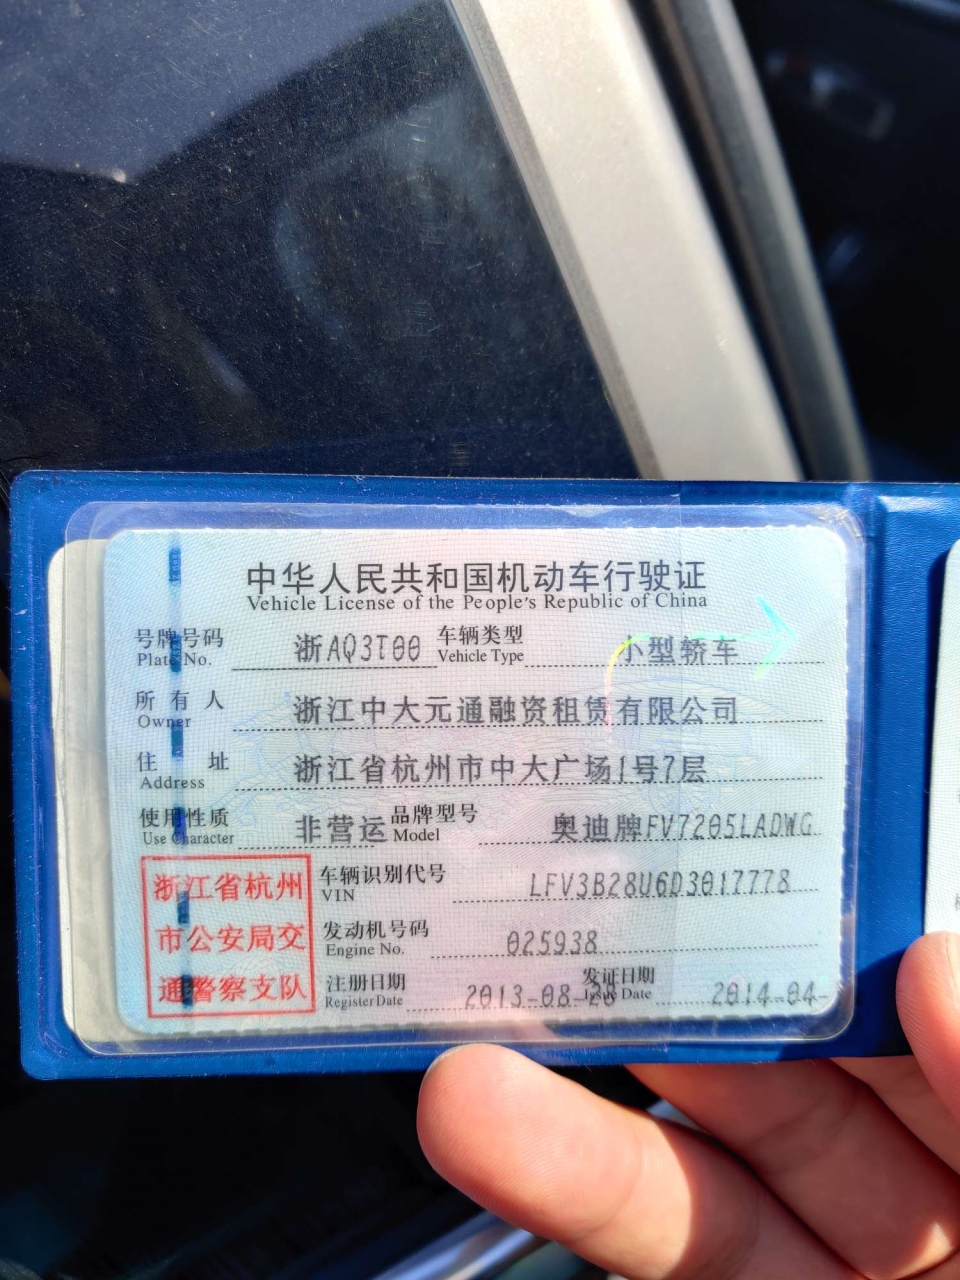 中华人民共和国机动车行驶证
Vehicle License of the People's Republic of China
号牌号码 浙AQ3T00 车辆类型 小型轿车
Plate No. Vehicle Type
所有人 浙江中大元通融资租赁有限公司
Owner
住址 浙江省杭州市中大广场1号7层
Address
使用性质 非营运 品牌型号 奥迪牌FV7205LADWG
Use Character Model
浙江省杭州
市公安局交
通警察支队
车辆识别代号 LFV3B28U6D3017778
VIN
发动机号码 025938
Engine No.
注册日期 2013-08-26 发证日期 2014-04-
Register Date Issue Date